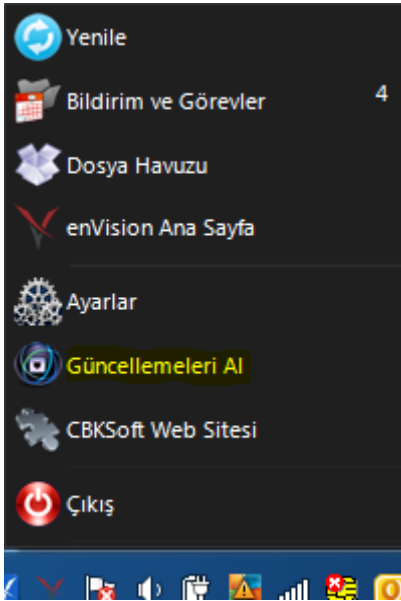 Yenile
Bildirim ve Görevler 4
Dosya Havuzu
enVision Ana Sayfa
Ayarlar
Güncellemeleri Al
CBKSoft Web Sitesi
Çıkış